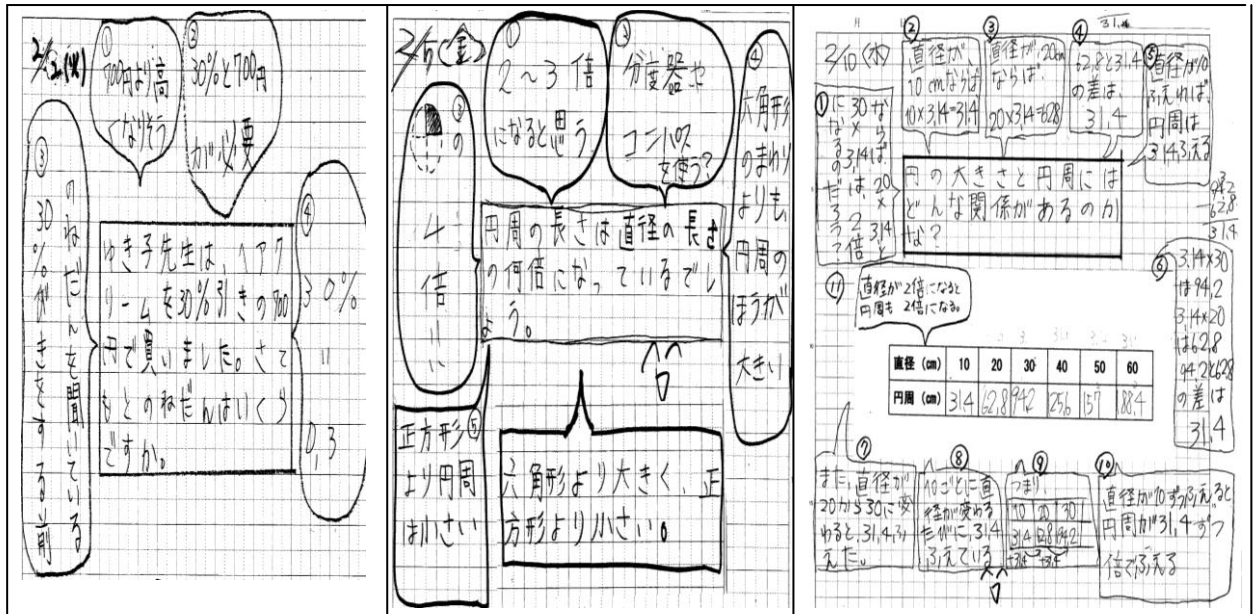 2/2(火)
①
700円より高
くなりそう
②
30%と700円
が必要
③
30%びきをする前
のねだんを聞いている
ゆき子先生は、ヘアク
リームを30%引きの700
円で買いました。さて
もとのねだんはいくら
ですか。
④
30%
=
0.3
2/5(金)
①
2〜3倍
になると思う
②
分度器や
コンパス
を使う?
③
の
4倍
④
六角形
のまわり
よりも
円周の
ほうが
大きい
円周の長さは直径の長さ
の何倍になっているでし
ょう。
⑤
正方形
より円周
は小さい
六角形より大きく、正
方形より小さい。
31.4
2/10(水)
①
に30な
なら
3.14
ば、20×
3.14
2倍
②
直径が、
10cmならば
10×3.14=31.4
③
直径が、20cm
ならば、
20×3.14=62.8
④
62.8と31.4
の差は、
31.4
⑤
直径が10
ふえれば、
円周は
31.4ふえる
円の大きさと円周には
どんな関係があるのか
な?
94.2
62.8
31.4
⑥
3.14×30
は94.2
3.14×20
は62.8
94.2と62.8
の差は
31.4
⑪
直径が2倍になると
円周も2倍になる。
直径(cm) 10 20 30 40 50 60
円周(cm) 31.4 62.8 94.2 125.6 157 188.4
⑦
また、直径が
20から30に変
わると、31.4ふ
えた。
⑧
10ごとに直
径が変わる
たびに、31.4
ふえている
⑨
つまり、
10 20 30
31.4 62.8 94.2
+31.4 +31.4
⑩
直径が10ずつふえると
円周が31.4ずつ
倍でふえる